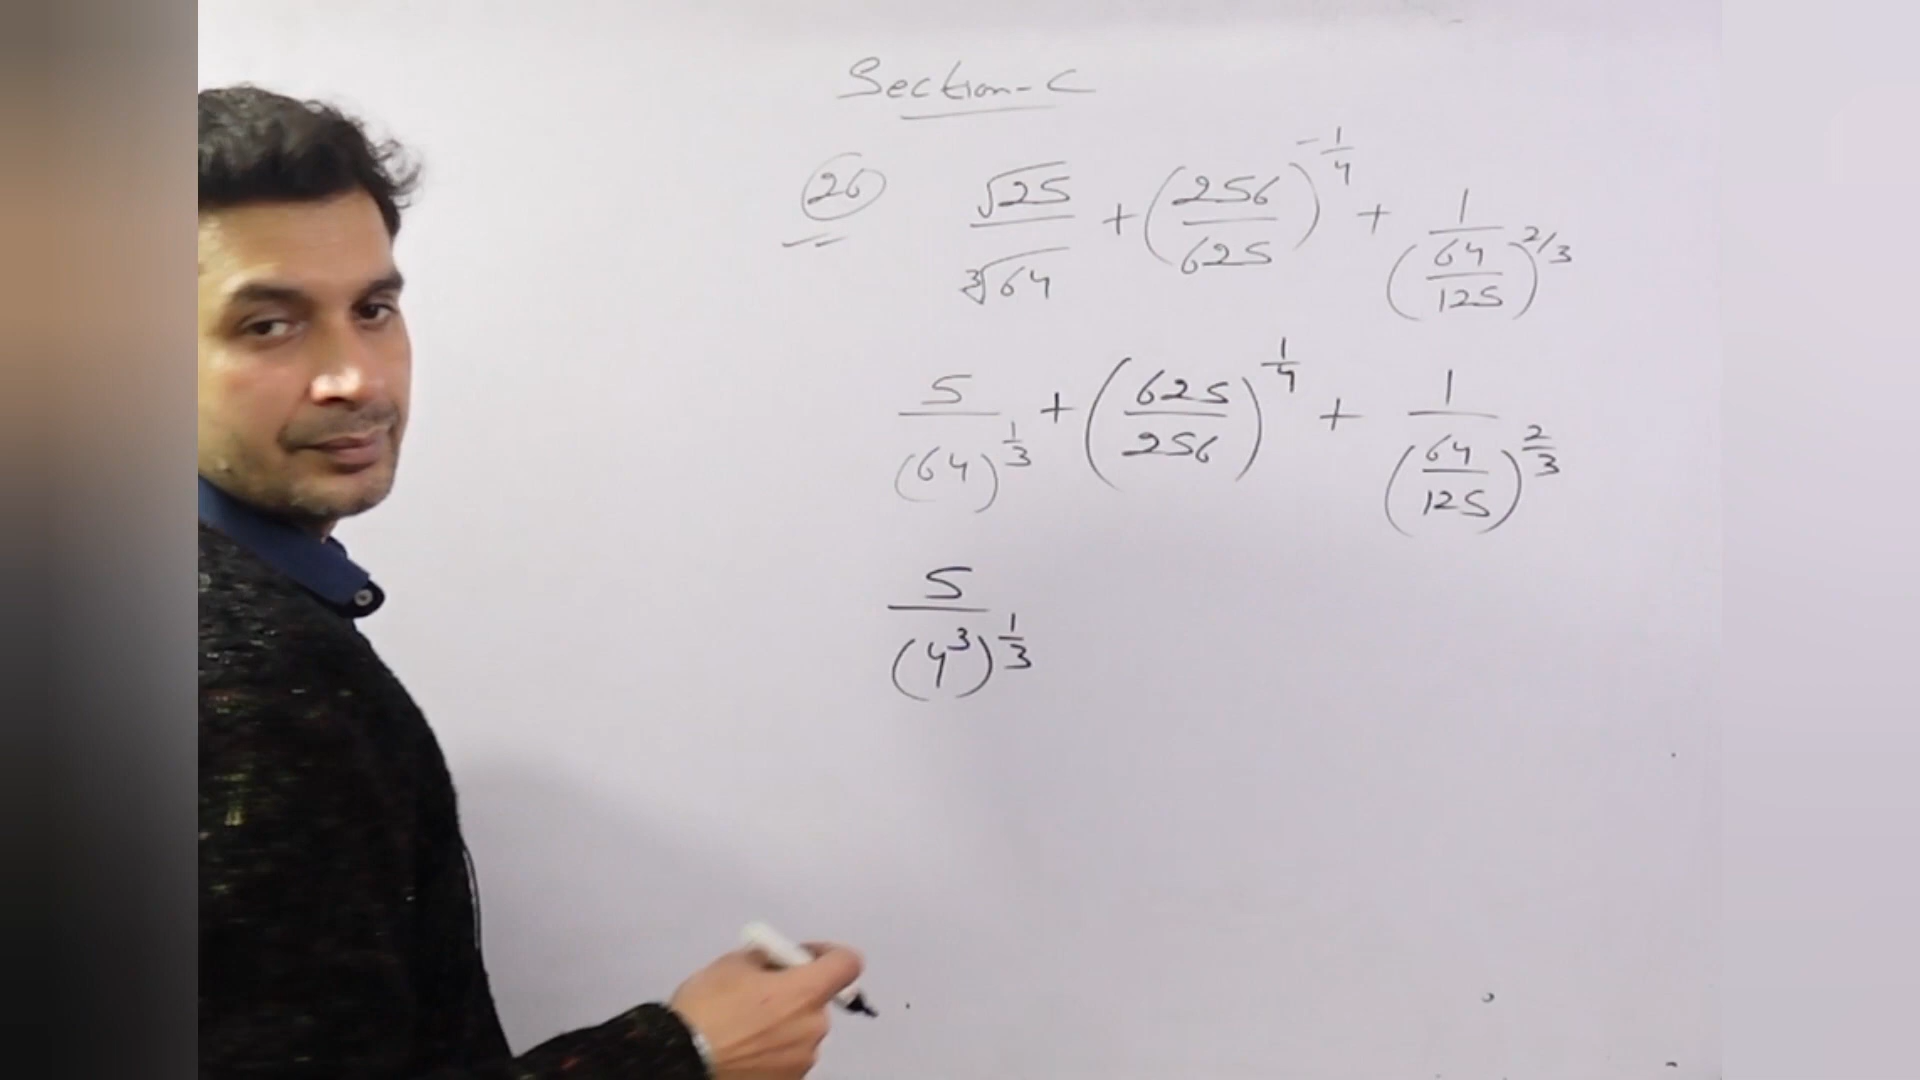 Section-C
(26) √25/∛64 + (256/625)^-1/4 + 1/(64/125)^2/3
5/(64)^1/3 + (625/256)^1/4 + 1/(64/125)^2/3
5/(4^3)^1/3